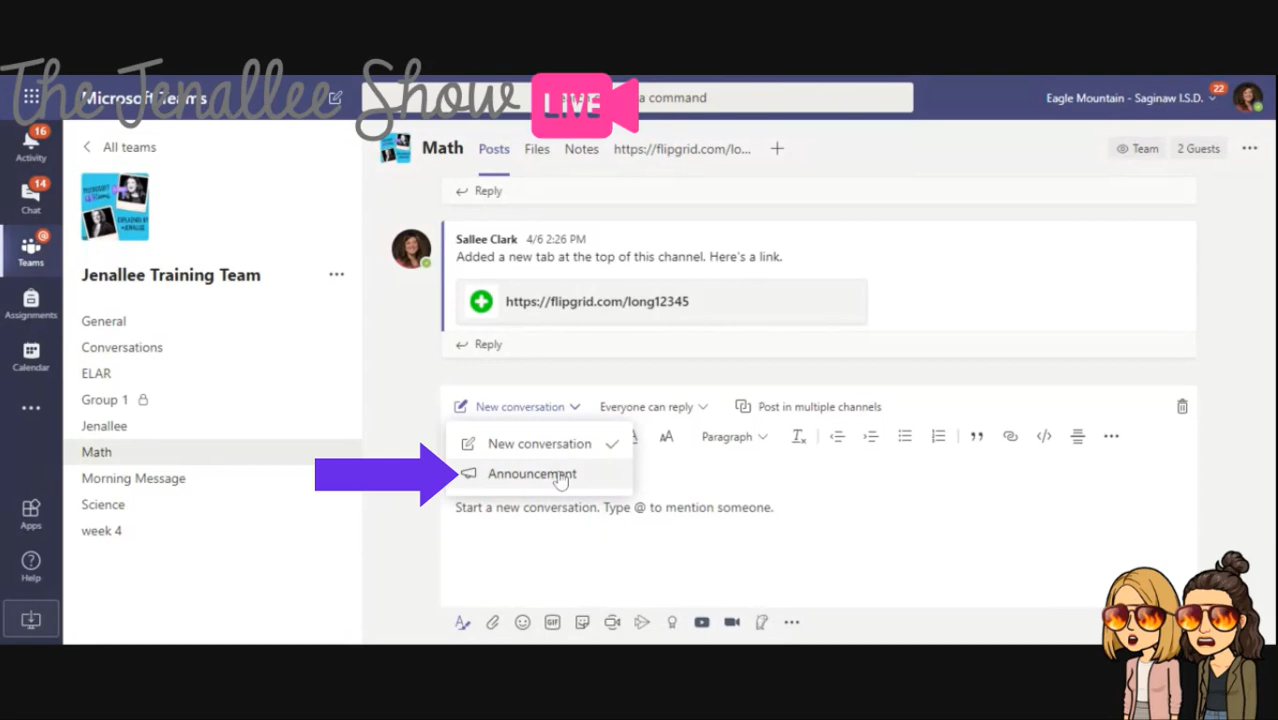 The Jenallee Show
LIVE
Microsoft Teams
a command
Eagle Mountain - Saginaw I.S.D.
22
16
Activity
14
Chat
Teams
Assignments
Calendar
Apps
Help
All teams
Jenallee Training Team
General
Conversations
ELAR
Group 1
Jenallee
Math
Morning Message
Science
week 4
Math
Posts
Files
Notes
https://flipgrid.com/lo...
Team
2 Guests
Reply
Sallee Clark 4/6 2:26 PM
Added a new tab at the top of this channel. Here's a link.
https://flipgrid.com/long12345
Reply
New conversation
Everyone can reply
Post in multiple channels
Paragraph
New conversation
Announcement
Start a new conversation. Type @ to mention someone.
GIF